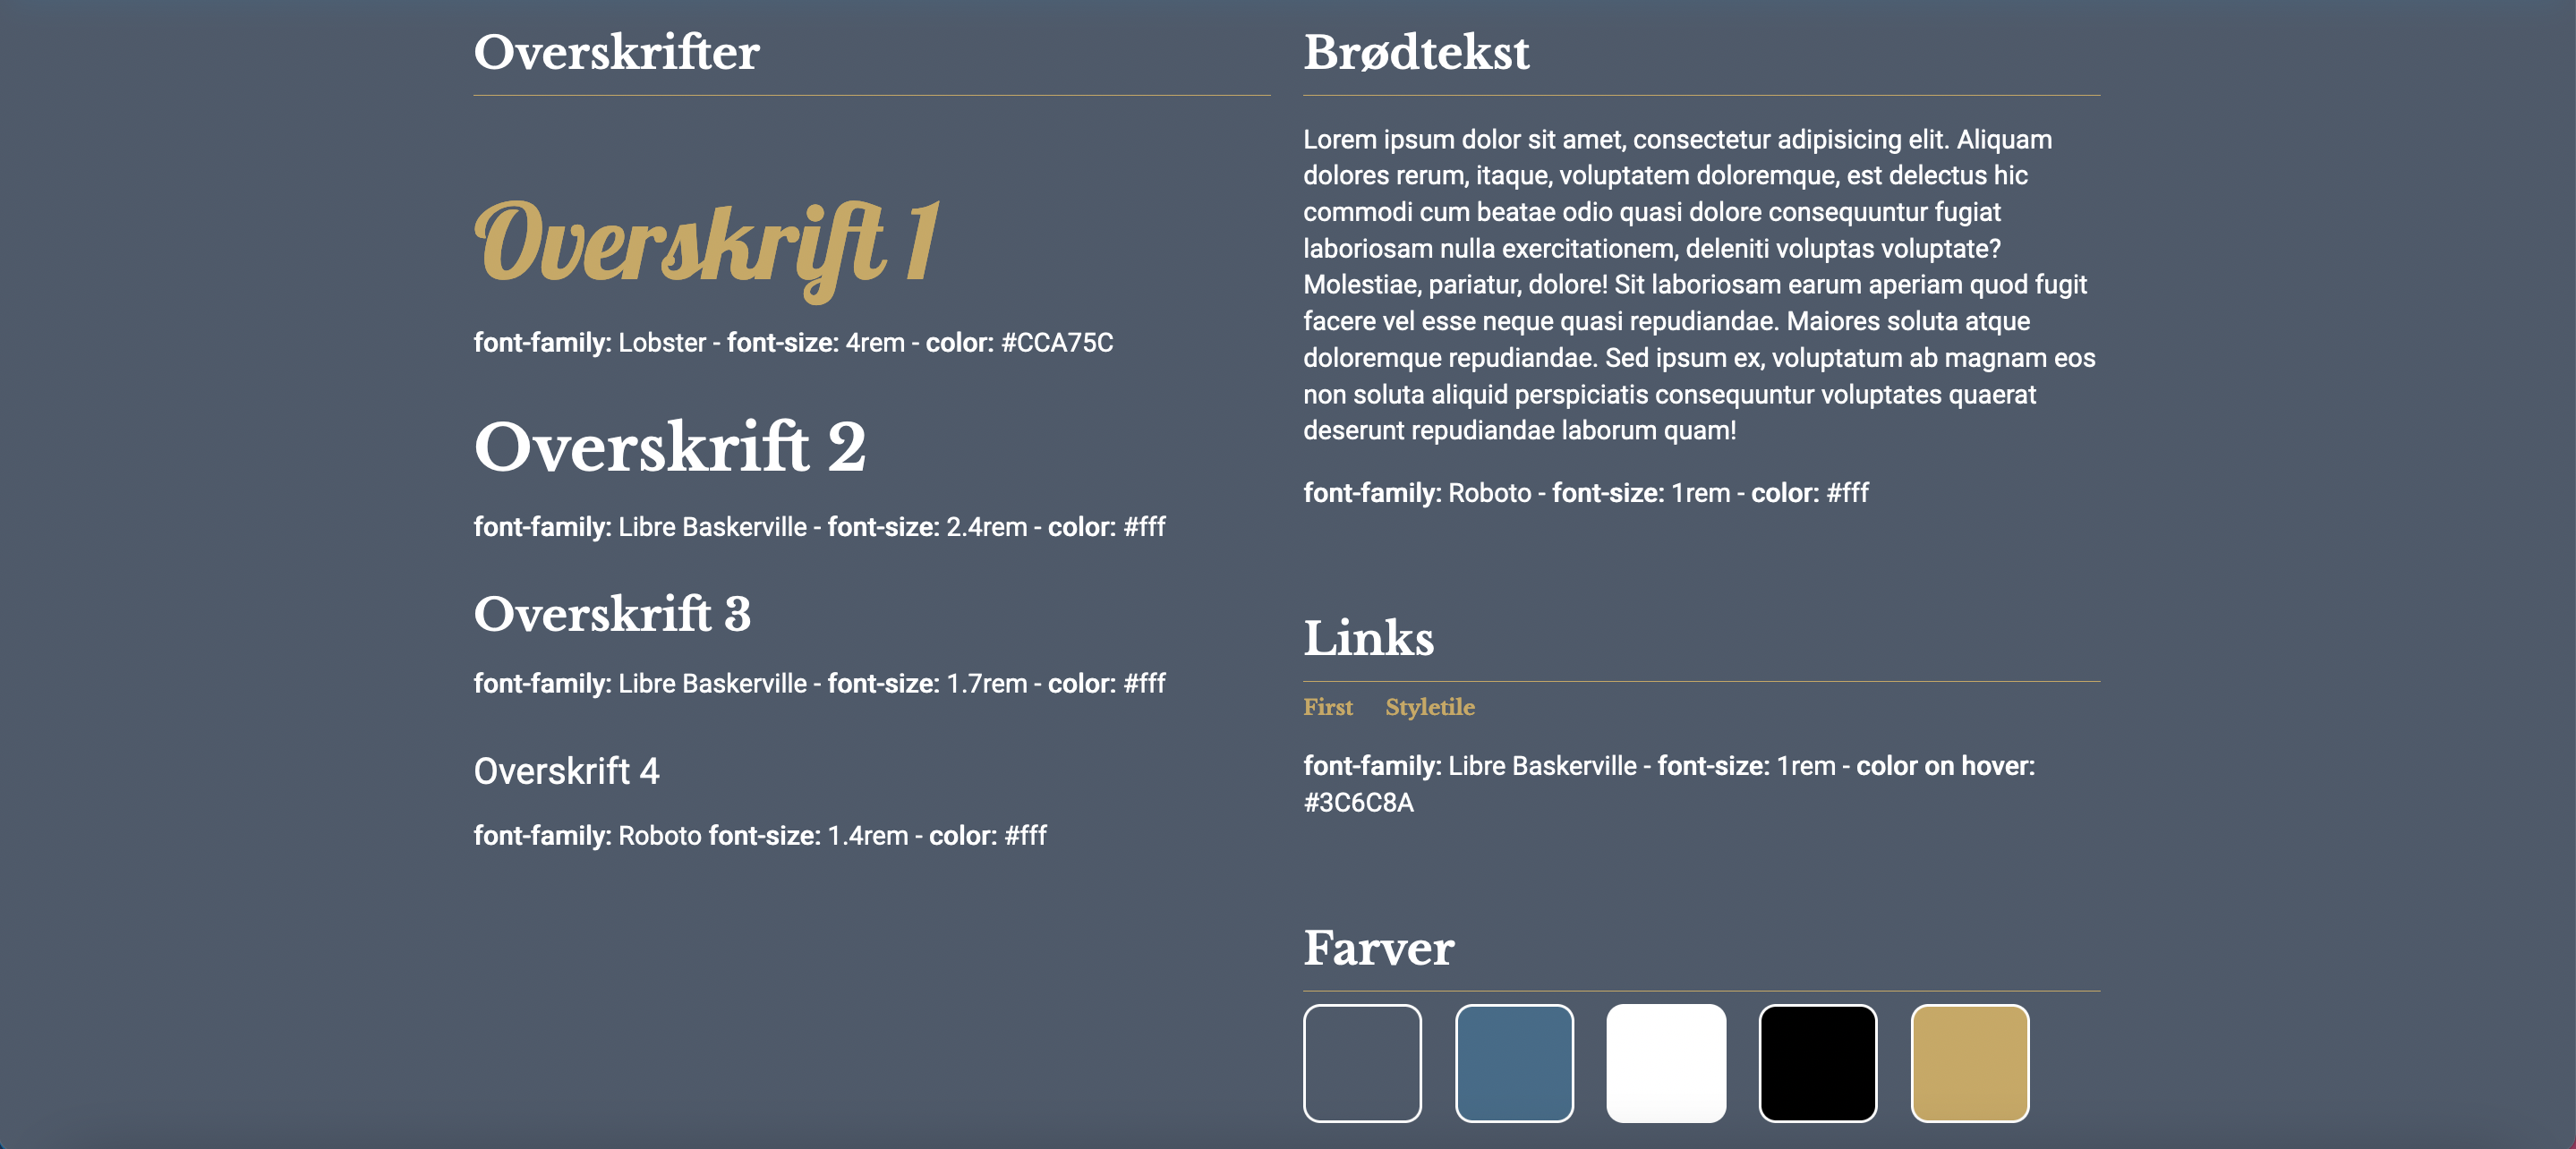 Overskrifter
Overskrift 1
font-family: Lobster - font-size: 4rem - color: #CCA75C
Overskrift 2
font-family: Libre Baskerville - font-size: 2.4rem - color: #fff
Overskrift 3
font-family: Libre Baskerville - font-size: 1.7rem - color: #fff
Overskrift 4
font-family: Roboto font-size: 1.4rem - color: #fff
Brødtekst
Lorem ipsum dolor sit amet, consectetur adipisicing elit. Aliquam
dolores rerum, itaque, voluptatem doloremque, est delectus hic
commodi cum beatae odio quasi dolore consequuntur fugiat
laboriosam nulla exercitationem, deleniti voluptas voluptate?
Molestiae, pariatur, dolore! Sit laboriosam earum aperiam quod fugit
facere vel esse neque quasi repudiandae. Maiores soluta atque
doloremque repudiandae. Sed ipsum ex, voluptatum ab magnam eos
non soluta aliquid perspiciatis consequuntur voluptates quaerat
deserunt repudiandae laborum quam!
font-family: Roboto - font-size: 1rem - color: #fff
Links
First Styletile
font-family: Libre Baskerville - font-size: 1rem - color on hover:
#3C6C8A
Farver